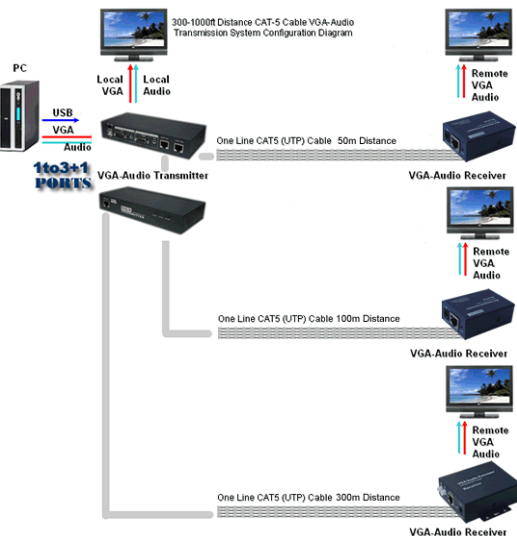 300-1000ft Distance CAT-5 Cable VGA-Audio
Transmission System Configuration Diagram
PC
Local
VGA
Local
Audio
Remote
VGA
Audio
USB
VGA
Audio
One Line CAT5 (UTP) Cable 50m Distance
1to3+1
PORTS
VGA-Audio Transmitter
VGA-Audio Receiver
Remote
VGA
Audio
One Line CAT5 (UTP) Cable 100m Distance
VGA-Audio Receiver
Remote
VGA
Audio
One Line CAT5 (UTP) Cable 300m Distance
VGA-Audio Receiver